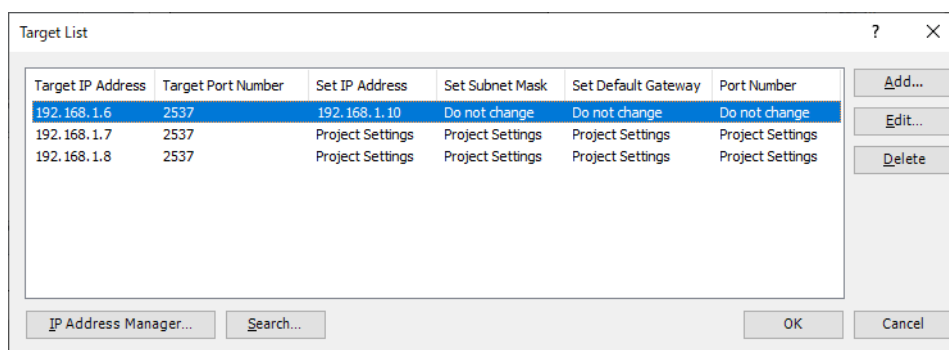 Target List ?
Target IP Address Target Port Number Set IP Address Set Subnet Mask Set Default Gateway Port Number
192.168.1.6 2537 192.168.1.10 Do not change Do not change Do not change
192.168.1.7 2537 Project Settings Project Settings Project Settings Project Settings
192.168.1.8 2537 Project Settings Project Settings Project Settings Project Settings
Add...
Edit...
Delete
IP Address Manager... Search... OK Cancel